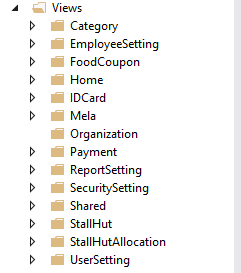 Views
Category
EmployeeSetting
FoodCoupon
Home
IDCard
Mela
Organization
Payment
ReportSetting
SecuritySetting
Shared
StallHut
StallHutAllocation
UserSetting